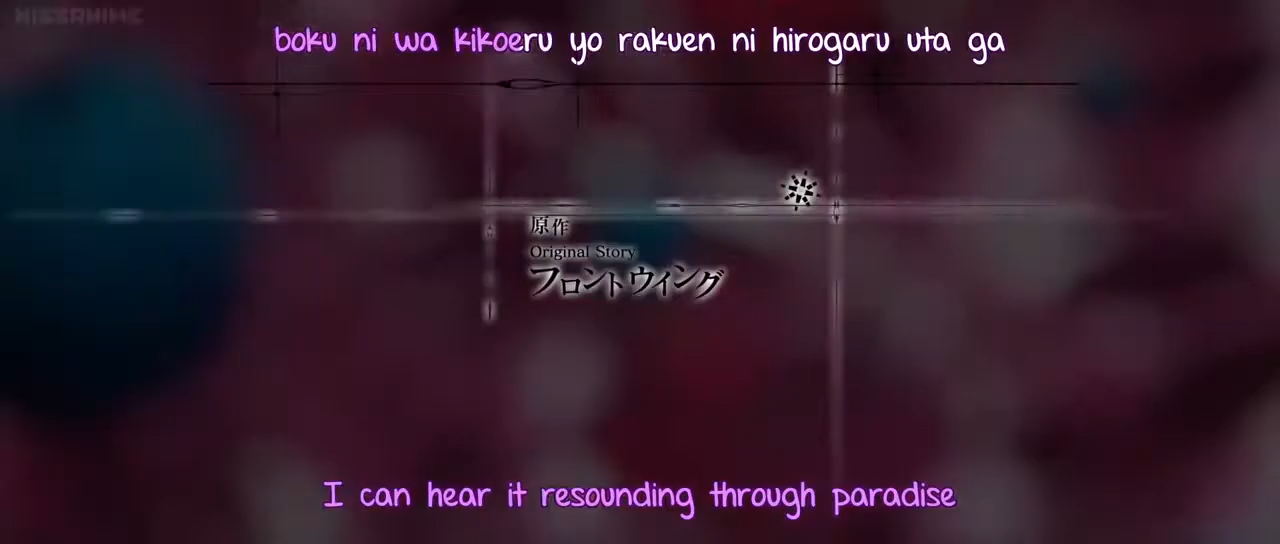 HIBERHIME
boku ni wa kikoeru yo rakuen ni hirogaru uta ga
原作
Original Story
フロントウィング
I can hear it resounding through paradise